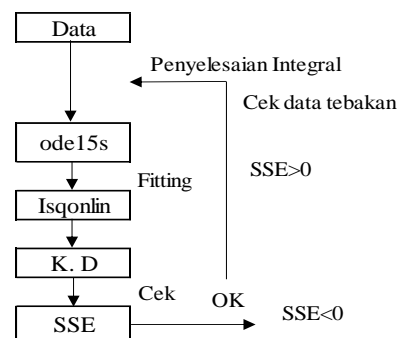 Data
Penyelesaian Integral
Cek data tebakan
ode15s
Fitting
SSE>0
Isqonlin
K. D
Cek
OK
SSE<0
SSE